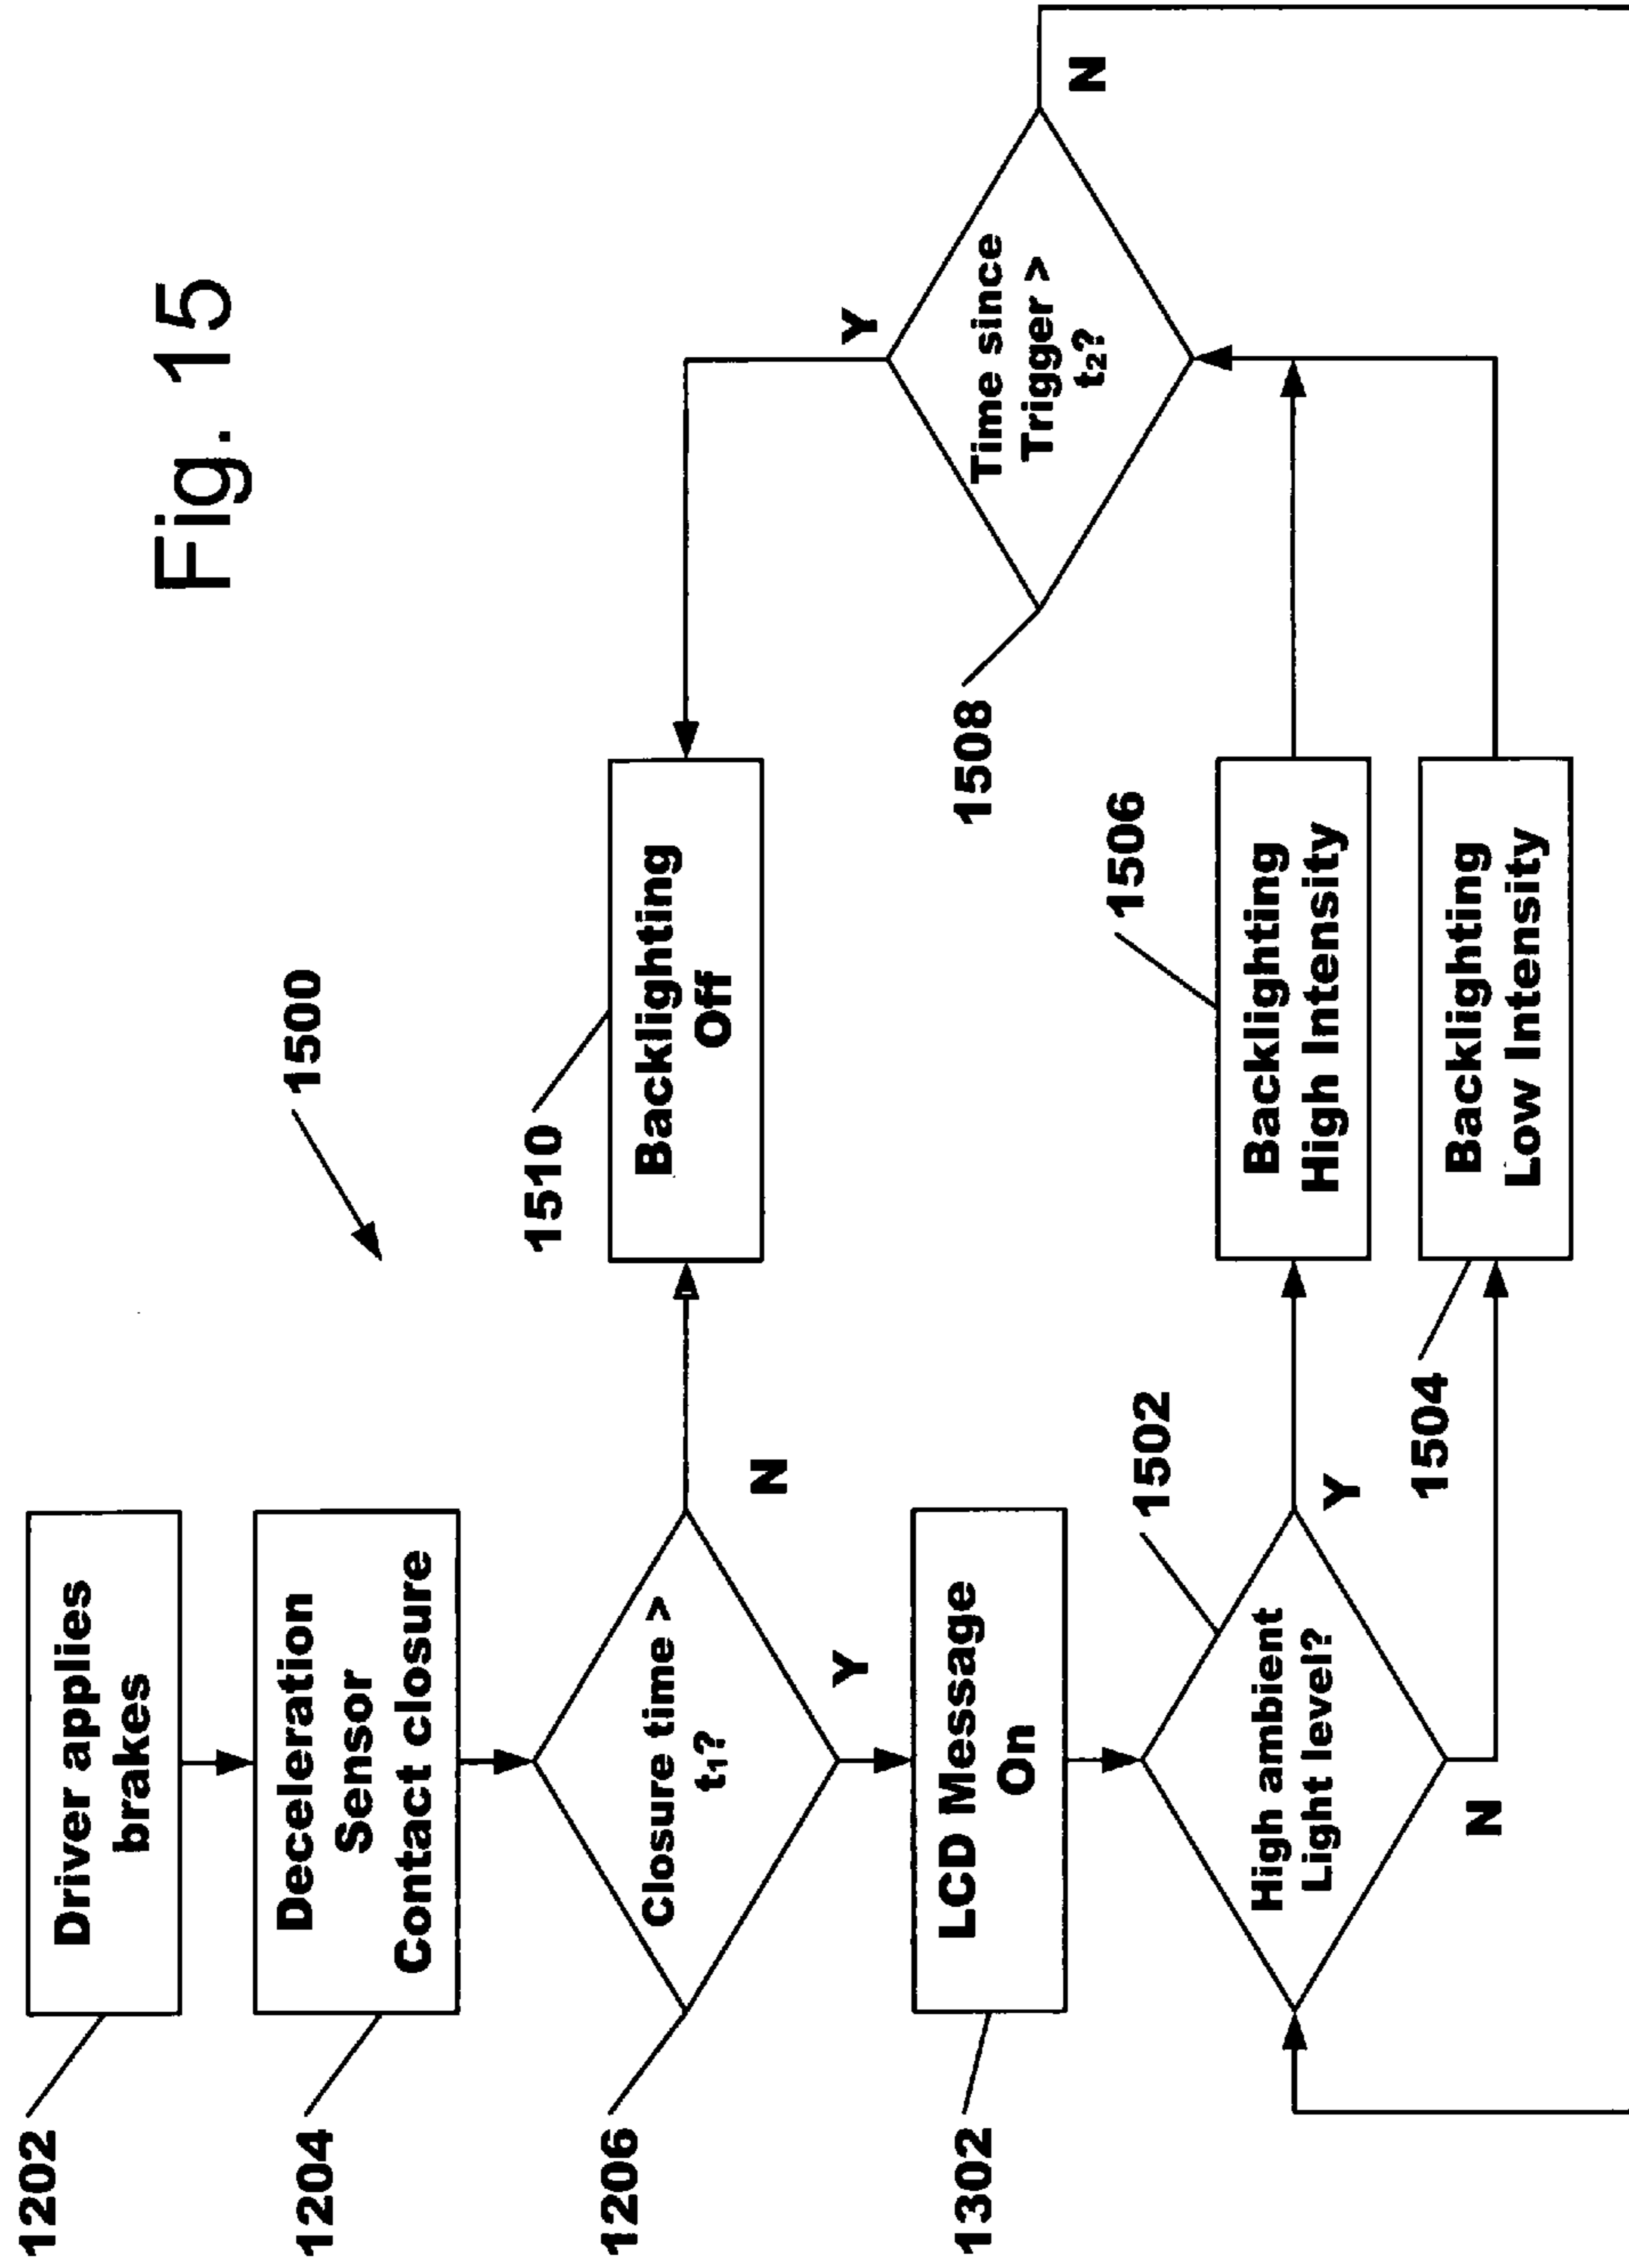 Fig. 15
1500
1202
Driver applies
brakes
1204
Deceleration
Sensor
Contact closure
1206
Closure time >
t₁?
N
Y
1510
Backlighting
Off
1302
LCD Message
On
1502
High ambient
Light level?
Y
N
1506
Backlighting
High Intensity
1504
Backlighting
Low Intensity
1508
Time since
Trigger >
t₂?
Y
N